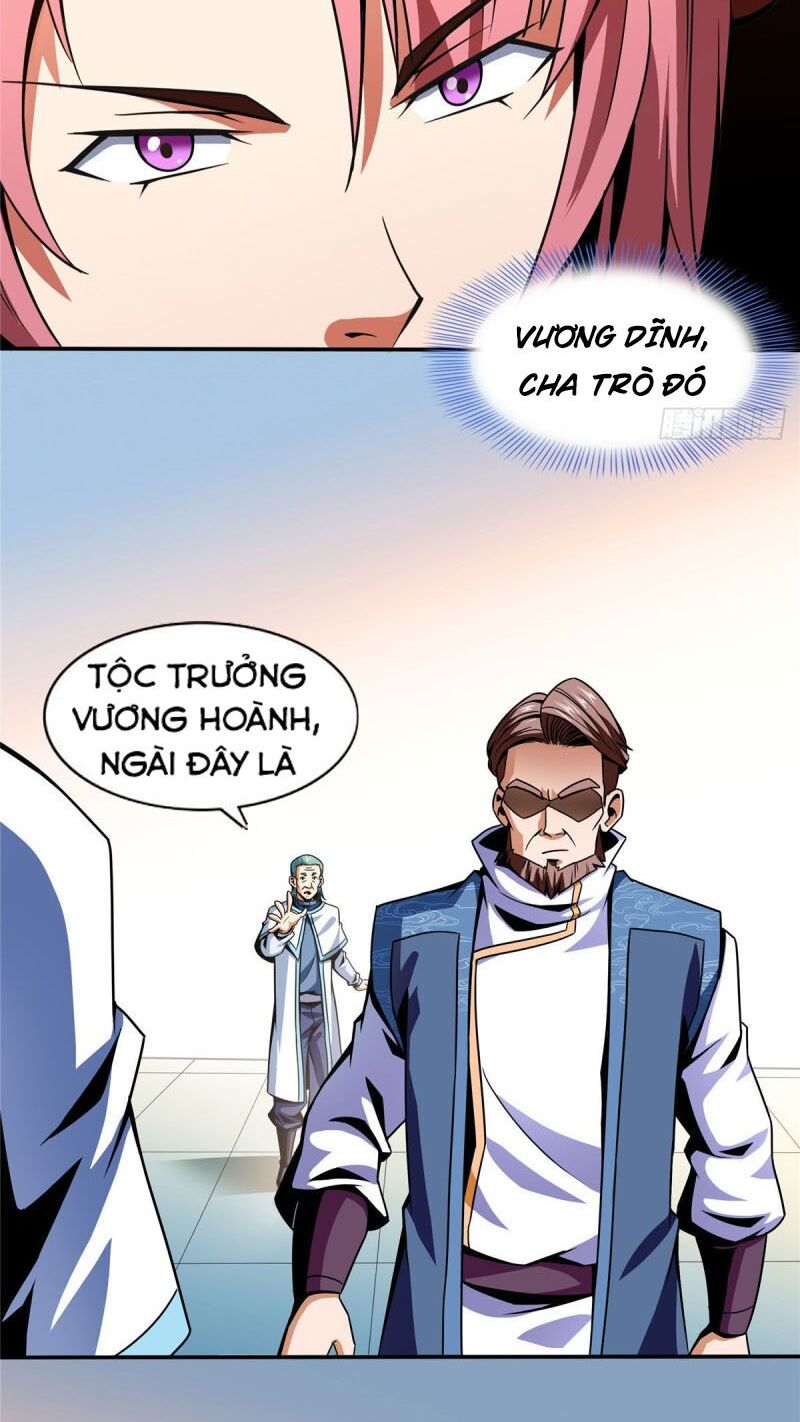 VƯƠNG DĨNH,
CHA TRÒ ĐÓ
TỘC TRƯỞNG
VƯƠNG HOÀNH,
NGÀI ĐÂY LÀ